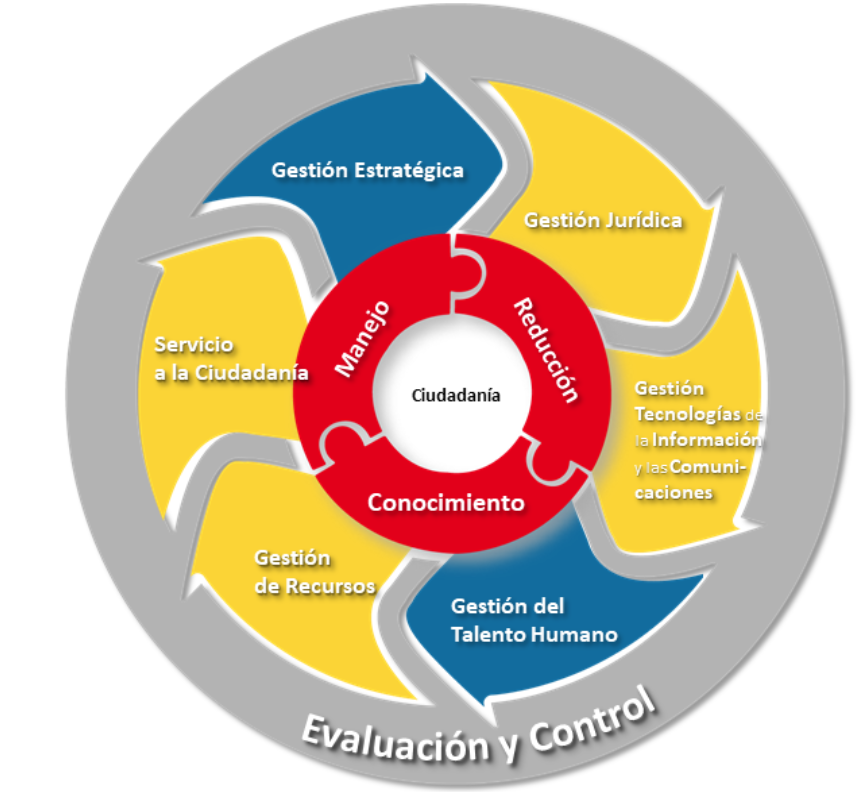 Gestión Estratégica
Gestión Jurídica
Servicio
a la Ciudadanía
Manejo
Reducción
Ciudadanía
Gestión
Tecnologías de
la Información
y las Comuni-
caciones
Conocimiento
Gestión
de Recursos
Gestión del
Talento Humano
Evaluación y Control